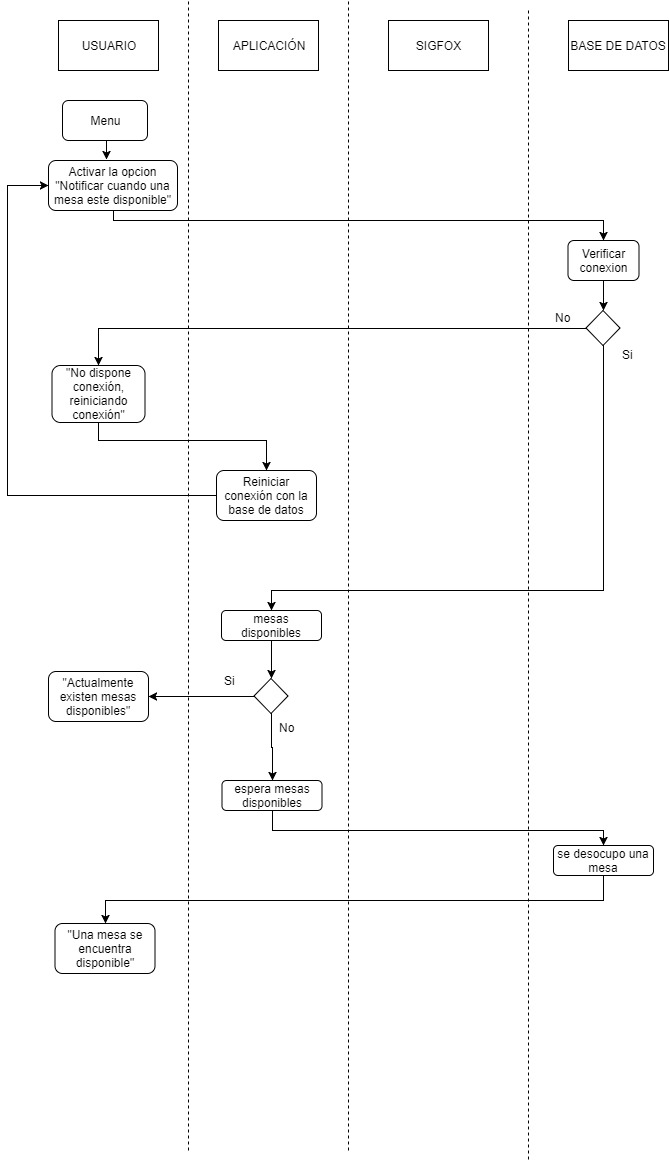 USUARIO
APLICACIÓN
SIGFOX
BASE DE DATOS
Menu
Activar la opcion
"Notificar cuando una
mesa este disponible"
Verificar
conexion
No
Si
"No dispone
conexión,
reiniciando
conexión"
Reiniciar
conexión con la
base de datos
mesas
disponibles
Si
"Actualmente
existen mesas
disponibles"
No
espera mesas
disponibles
se desocupo una
mesa
"Una mesa se
encuentra
disponible"